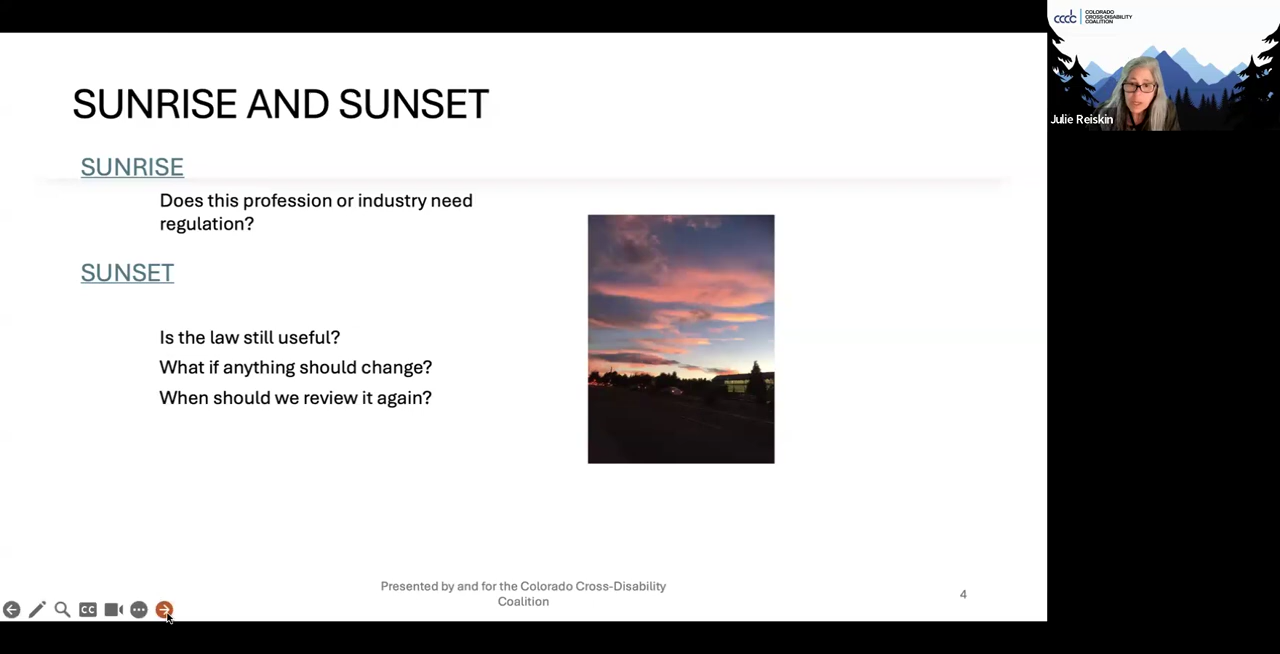 SUNRISE AND SUNSET
SUNRISE
Does this profession or industry need
regulation?
SUNSET
Is the law still useful?
What if anything should change?
When should we review it again?
Presented by and for the Colorado Cross-Disability
Coalition
4
CC
cccdc
COLORADO
CROSS-DISABILITY
COALITION
Julie Reiskin